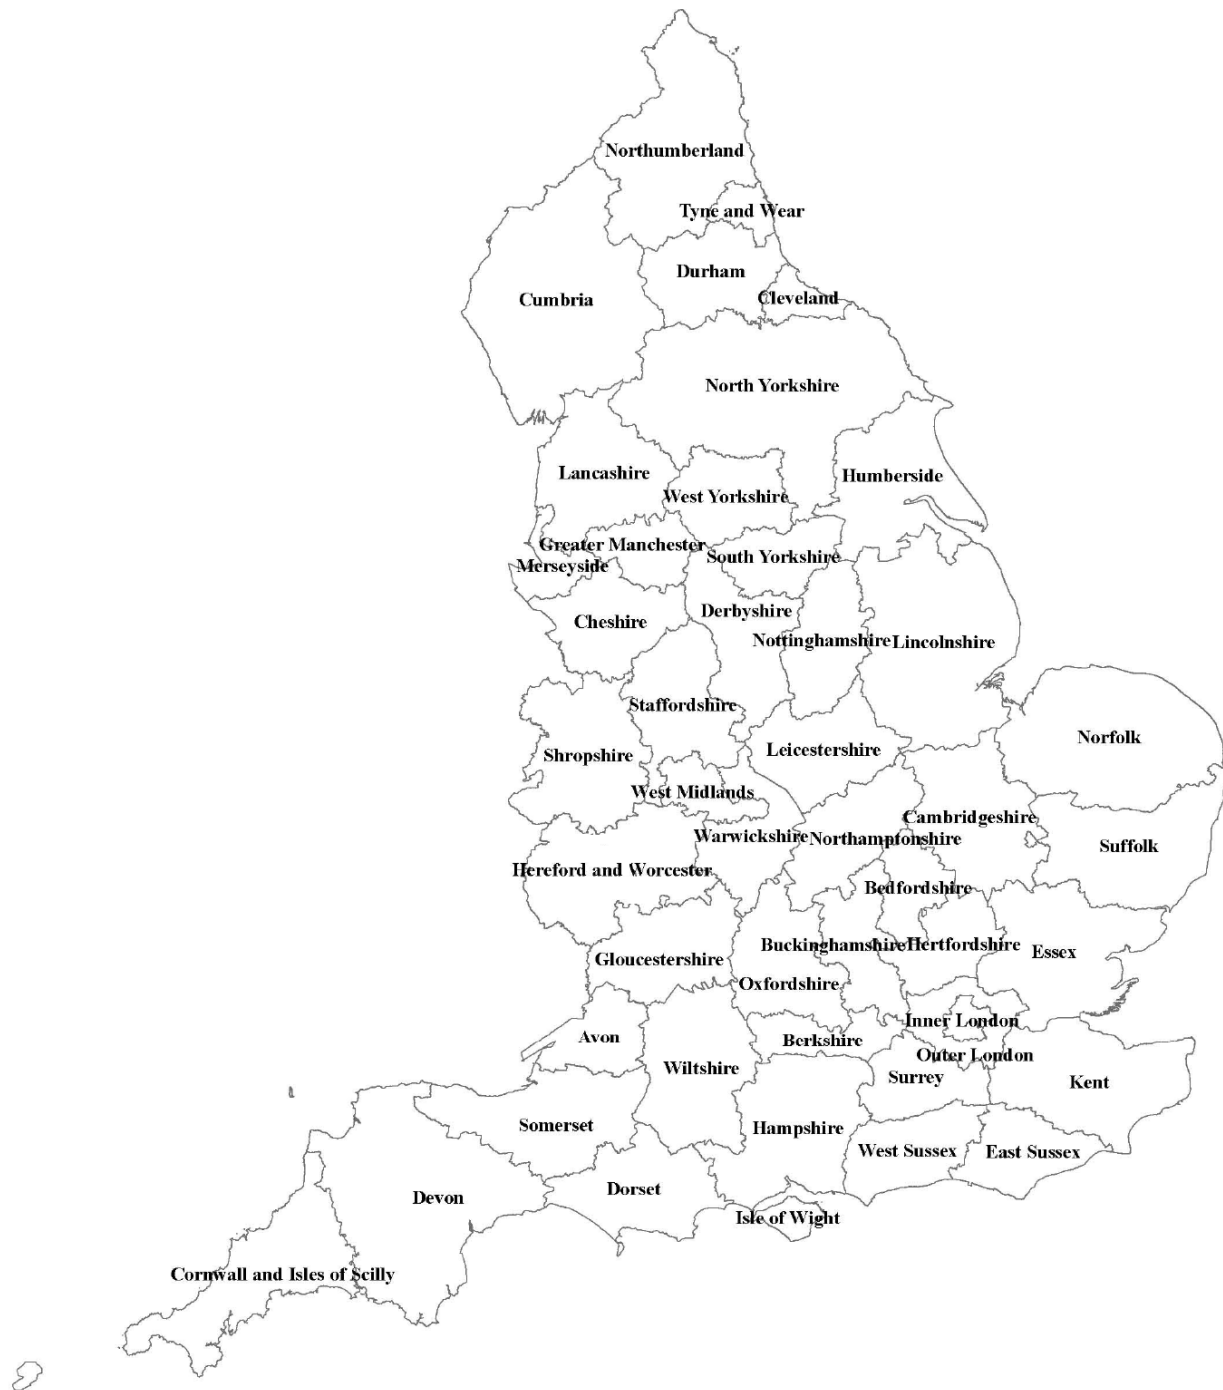 Northumberland
Tyne and Wear
Durham
Cumbria
Cleveland
North Yorkshire
Lancashire
Humberside
West Yorkshire
Greater Manchester
South Yorkshire
Merseyside
Derbyshire
Cheshire
Nottinghamshire
Lincolnshire
Staffordshire
Norfolk
Leicestershire
Shropshire
West Midlands
Cambridgeshire
Warwickshire
Northamptonshire
Suffolk
Hereford and Worcester
Bedfordshire
Buckinghamshire
Hertfordshire
Essex
Gloucestershire
Oxfordshire
Inner London
Avon
Berkshire
Outer London
Wiltshire
Surrey
Kent
Somerset
Hampshire
West Sussex
East Sussex
Dorset
Devon
Isle of Wight
Cornwall and Isles of Scilly